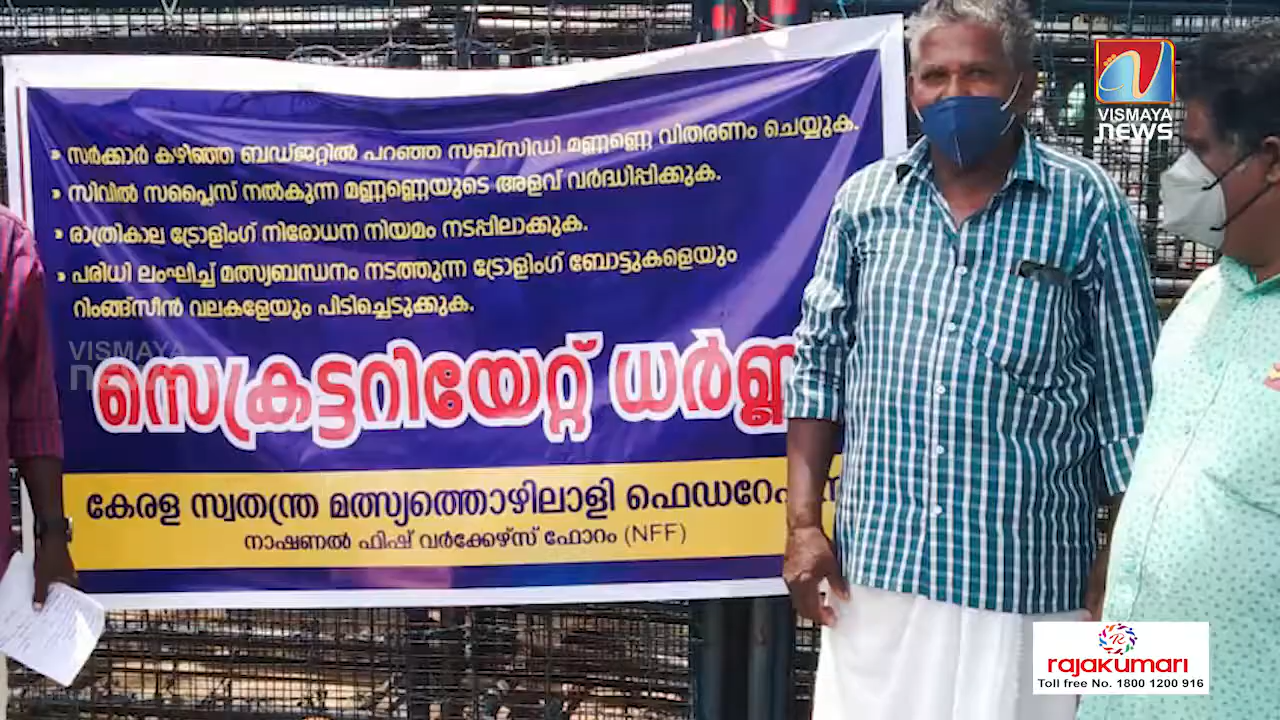 » സർക്കാർ കഴിഞ്ഞ ബഡ്ജറ്റിൽ പറഞ്ഞ സബ്സിഡി മണ്ണെണ്ണ വിതരണം ചെയ്യുക.
» സിവിൽ സപ്ലൈസ് നൽകുന്ന മണ്ണെണ്ണയുടെ അളവ് വർദ്ധിപ്പിക്കുക.
» രാത്രികാല ട്രോളിംഗ് നിരോധന നിയമം നടപ്പിലാക്കുക.
» പരിധി ലംഘിച്ച് മത്സ്യബന്ധനം നടത്തുന്ന ട്രോളിംഗ് ബോട്ടുകളെയും
റിംങ്ങ്സീൻ വലകളേയും പിടിച്ചെടുക്കുക.
സെക്രട്ടറിയേറ്റ് ധർണ്ണ
കേരള സ്വതന്ത്ര മത്സ്യത്തൊഴിലാളി
നാഷണൽ ഫിഷ് വർക്കേഴ്സ് ഫോറം (NFF)
VISMAYA
NEWS
VISMAYA
NEWS
rajakumari
Toll free No. 1800 1200 916